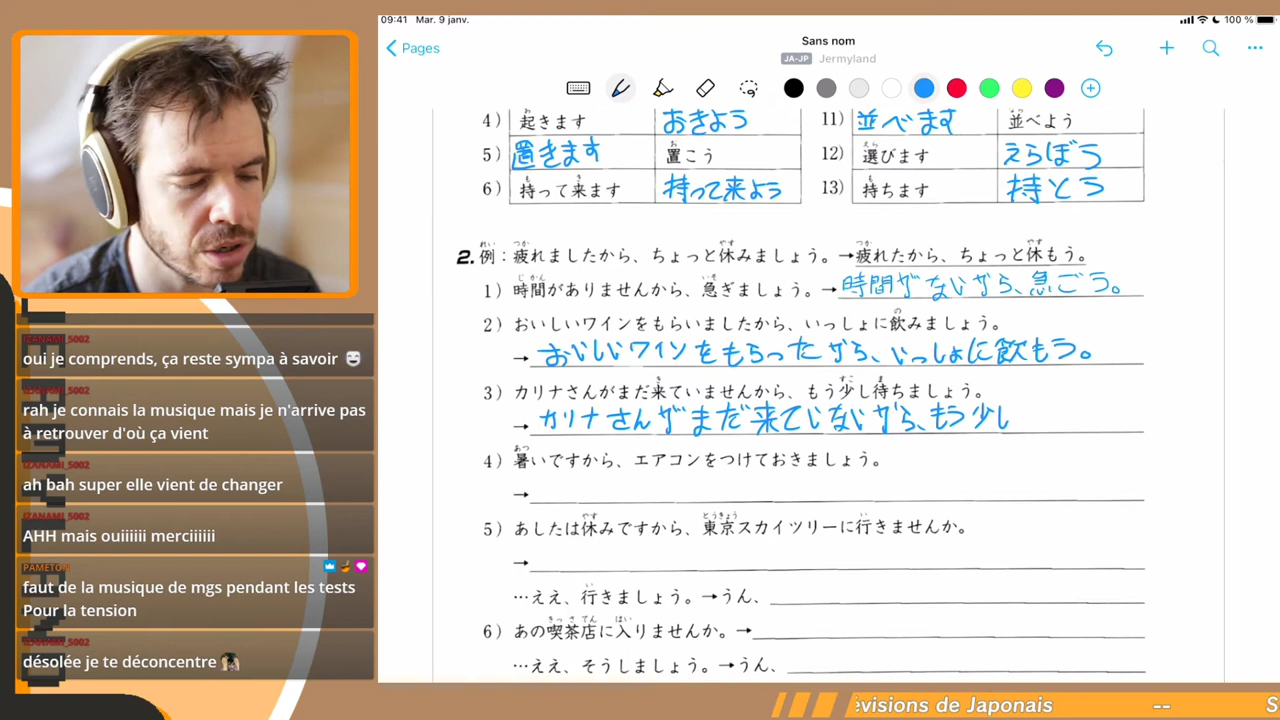 09:41 Mar. 9 janv.
100 %
Pages
Sans nom
JA-JP Jermyland
4) 起きます おきよう 11) 並べます 並べよう
5) 置きます 置こう 12) 選びます えらぼう
6) 持って来ます 持って来よう 13) 持ちます 持とう
2. 例：疲れましたから、ちょっと休みましょう。→疲れたから、ちょっと休もう。
1) 時間がありませんから、急ぎましょう。→ 時間がないから、急ごう。
2) おいしいワインをもらいましたから、いっしょに飲みましょう。
→ おいしいワインをもらったから、いっしょに飲もう。
3) カリナさんがまだ来ていませんから、もう少し待ちましょう。
→ カリナさんがまだ来ていないから、もう少し
4) 暑いですから、エアコンをつけておきましょう。
→
5) あしたは休みですから、東京スカイツリーに行きませんか。
→
…ええ、行きましょう。→うん、
6) あの喫茶店に入りませんか。→
…ええ、そうしましょう。→うん、
IZANAMI_5002
oui je comprends, ça reste sympa à savoir
IZANAMI_5002
rah je connais la musique mais je n'arrive pas
à retrouver d'où ça vient
IZANAMI_5002
ah bah super elle vient de changer
IZANAMI_5002
AHH mais ouiiiiii merciiiiii
PAMETON
faut de la musique de mgs pendant les tests
Pour la tension
IZANAMI_5002
désolée je te déconcentre
évisions de Japonais -- S